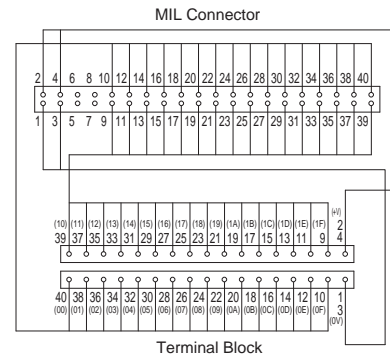 MIL Connector
2 4 6 8 10 12 14 16 18 20 22 24 26 28 30 32 34 36 38 40
1 3 5 7 9 11 13 15 17 19 21 23 25 27 29 31 33 35 37 39
(10) (11) (12) (13) (14) (15) (16) (17) (18) (19) (1A) (1B) (1C) (1D) (1E) (1F) (+V)
2
39 37 35 33 31 29 27 25 23 21 19 17 15 13 11 9 4
40 38 36 34 32 30 28 26 24 22 20 18 16 14 12 10 1
(00) (01) (02) (03) (04) (05) (06) (07) (08) (09) (0A) (0B) (0C) (0D) (0E) (0F) 3
(0V)
Terminal Block